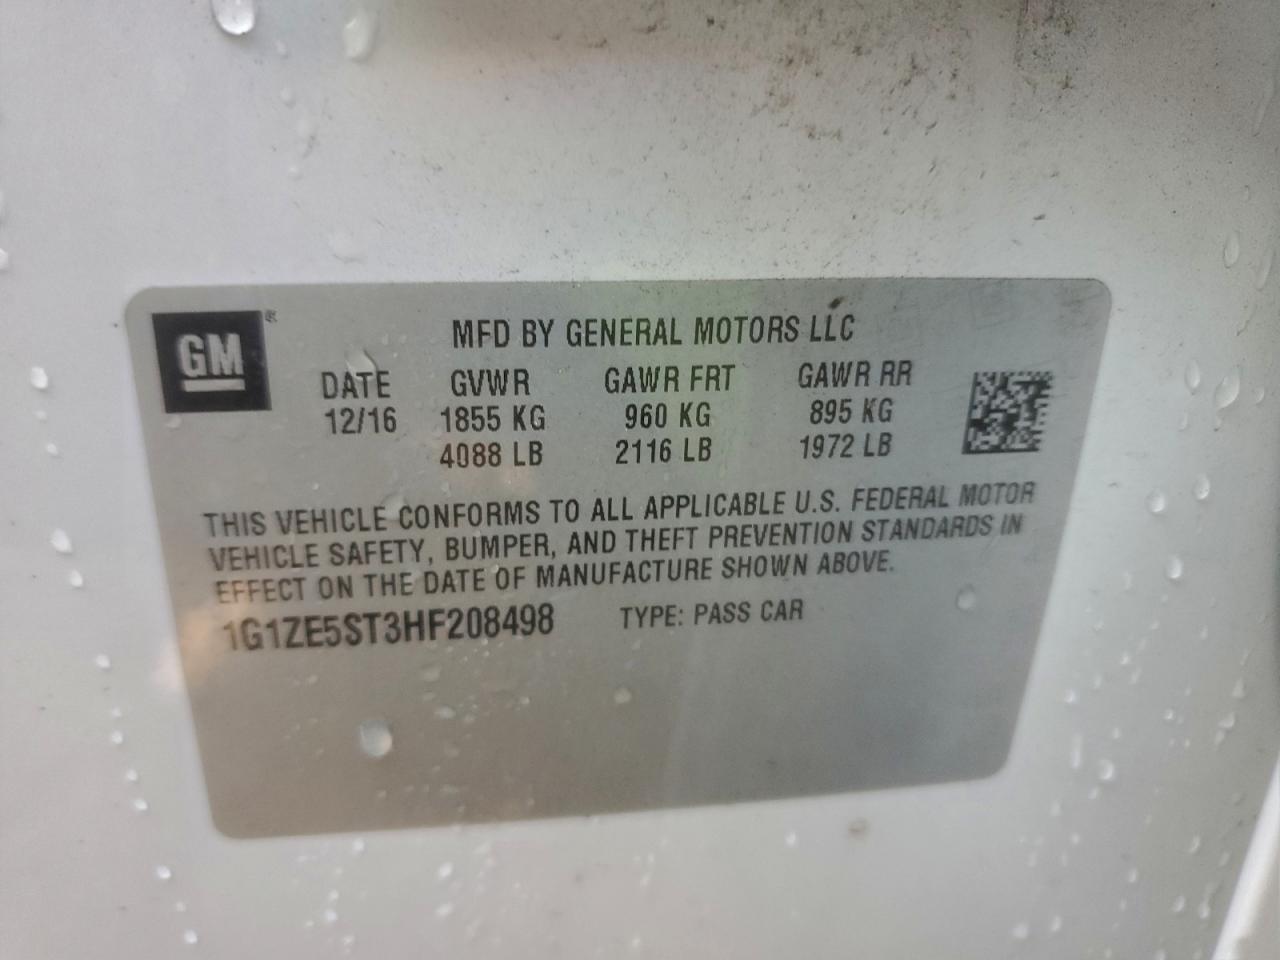 GM ®
MFD BY GENERAL MOTORS LLC
DATE GVWR GAWR FRT GAWR RR
12/16 1855 KG 960 KG 895 KG
4088 LB 2116 LB 1972 LB
THIS VEHICLE CONFORMS TO ALL APPLICABLE U.S. FEDERAL MOTOR
VEHICLE SAFETY, BUMPER, AND THEFT PREVENTION STANDARDS IN
EFFECT ON THE DATE OF MANUFACTURE SHOWN ABOVE.
1G1ZE5ST3HF208498 TYPE: PASS CAR